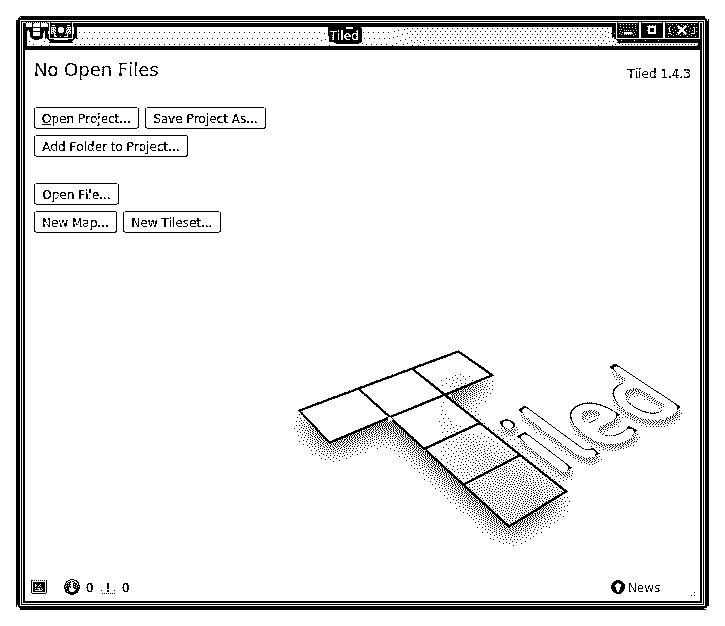 Tiled
No Open Files
Tiled 1.4.3
Open Project... Save Project As...
Add Folder to Project...
Open File...
New Map... New Tileset...
Tiled
0 0 News